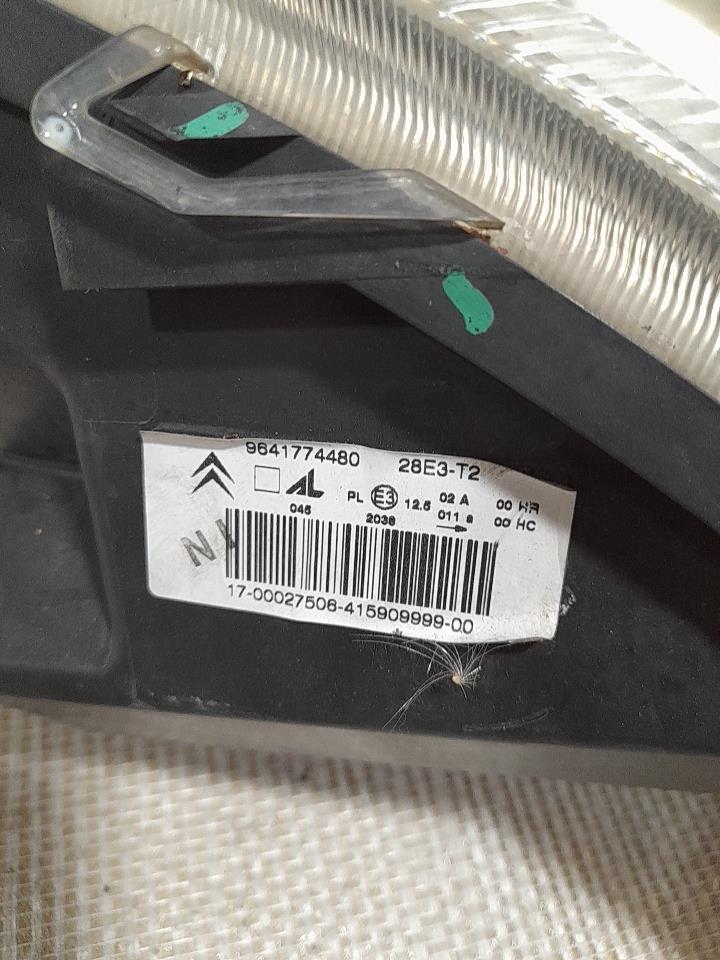 9641774480 28E3-T2
AL PL E3 12.5 02 A 00 HR
011 a 00 HC
045 2038
17-00027506-415909999-00